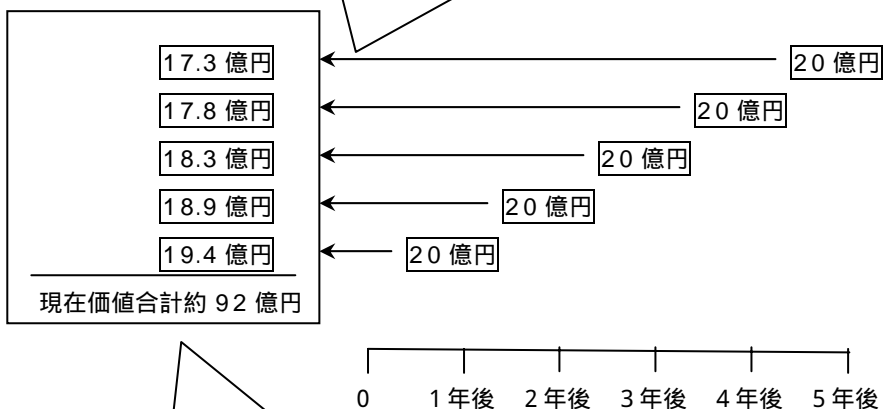 17.3 億円 20 億円
17.8 億円 20 億円
18.3 億円 20 億円
18.9 億円 20 億円
19.4 億円 20 億円
現在価値合計約 92 億円
0 1 年後 2 年後 3 年後 4 年後 5 年後